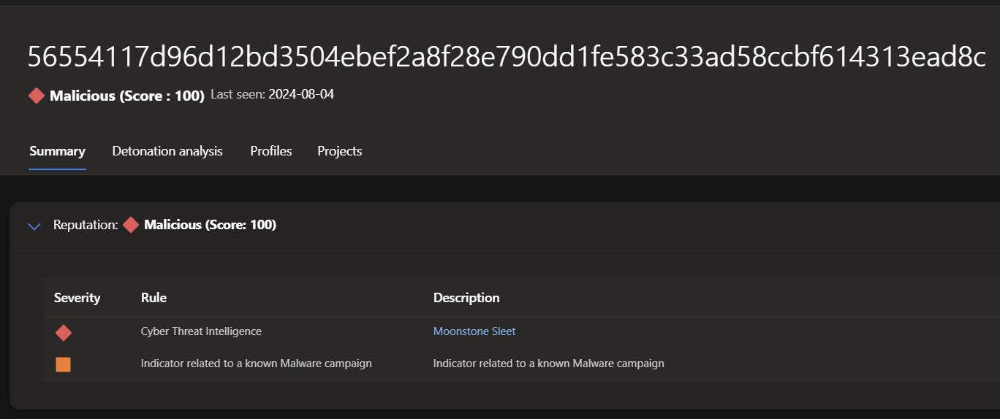 56554117d96d12bd3504ebef2a8f28e790dd1fe583c33ad58ccbf614313ead8c
Malicious (Score : 100) Last seen: 2024-08-04
Summary Detonation analysis Profiles Projects
Reputation: Malicious (Score: 100)
Severity Rule Description
Cyber Threat Intelligence Moonstone Sleet
Indicator related to a known Malware campaign Indicator related to a known Malware campaign